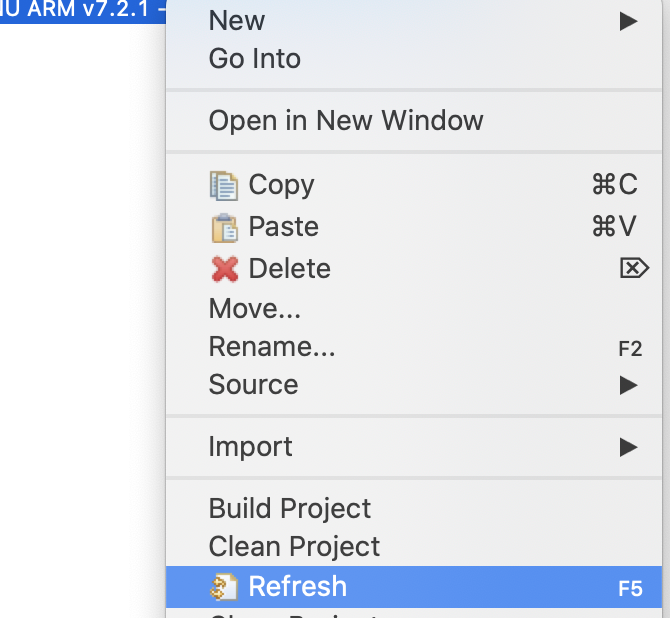 NU ARM v7.2.1 -
New ▶
Go Into
Open in New Window
Copy ⌘C
Paste ⌘V
Delete ⌦
Move...
Rename... F2
Source ▶
Import ▶
Build Project
Clean Project
Refresh F5